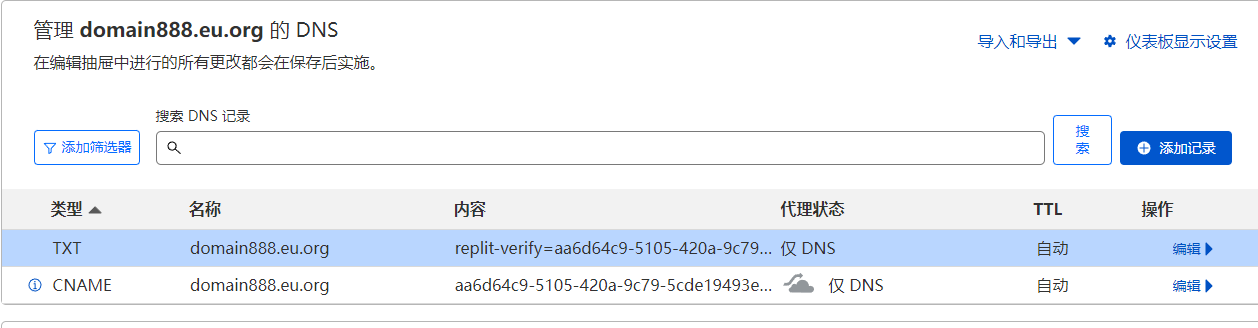 管理 domain888.eu.org 的 DNS
在编辑抽屉中进行的所有更改都会在保存后实施。
导入和导出
仪表板显示设置
搜索 DNS 记录
添加筛选器
搜
索
添加记录
类型 名称 内容 代理状态 TTL 操作
TXT domain888.eu.org replit-verify=aa6d64c9-5105-420a-9c79... 仅 DNS 自动 编辑
CNAME domain888.eu.org aa6d64c9-5105-420a-9c79-5cde19493e... 仅 DNS 自动 编辑